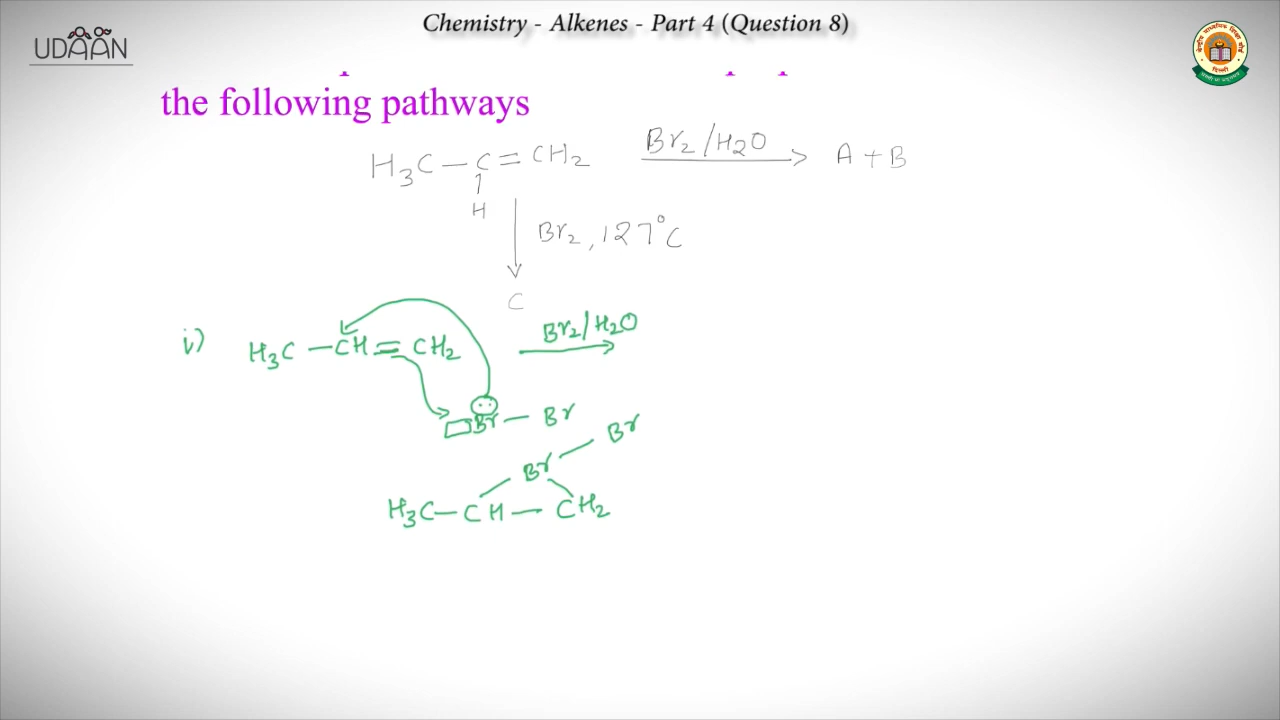 Chemistry - Alkenes - Part 4 (Question 8)
UDAAN
the following pathways
H3C — C = CH2 Br2/H2O A + B
H
Br2, 127°C
C
i) H3C — CH = CH2 Br2/H2O
Br — Br
Br
Br
H3C — CH — CH2